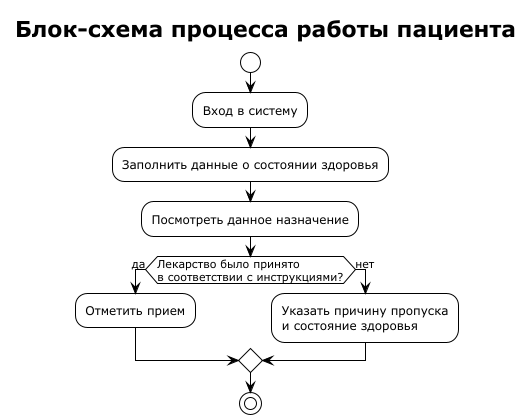 Блок-схема процесса работы пациента
Вход в систему
Заполнить данные о состоянии здоровья
Посмотреть данное назначение
да
Лекарство было принято
в соответствии с инструкциями?
нет
Отметить прием
Указать причину пропуска
и состояние здоровья